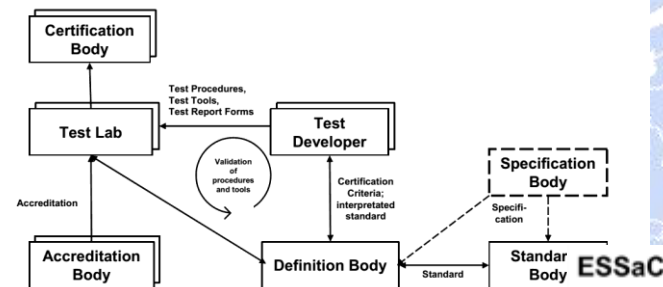 Certification
Body
Test Procedures,
Test Tools,
Test Report Forms
Test Lab
Test
Developer
Validation
of
procedures
and tools
Specification
Body
Accreditation
Certification
Criteria;
interpretated
standard
Specifi-
cation
Accreditation
Body
Definition Body
Standard
Standar
Body
ESSaC